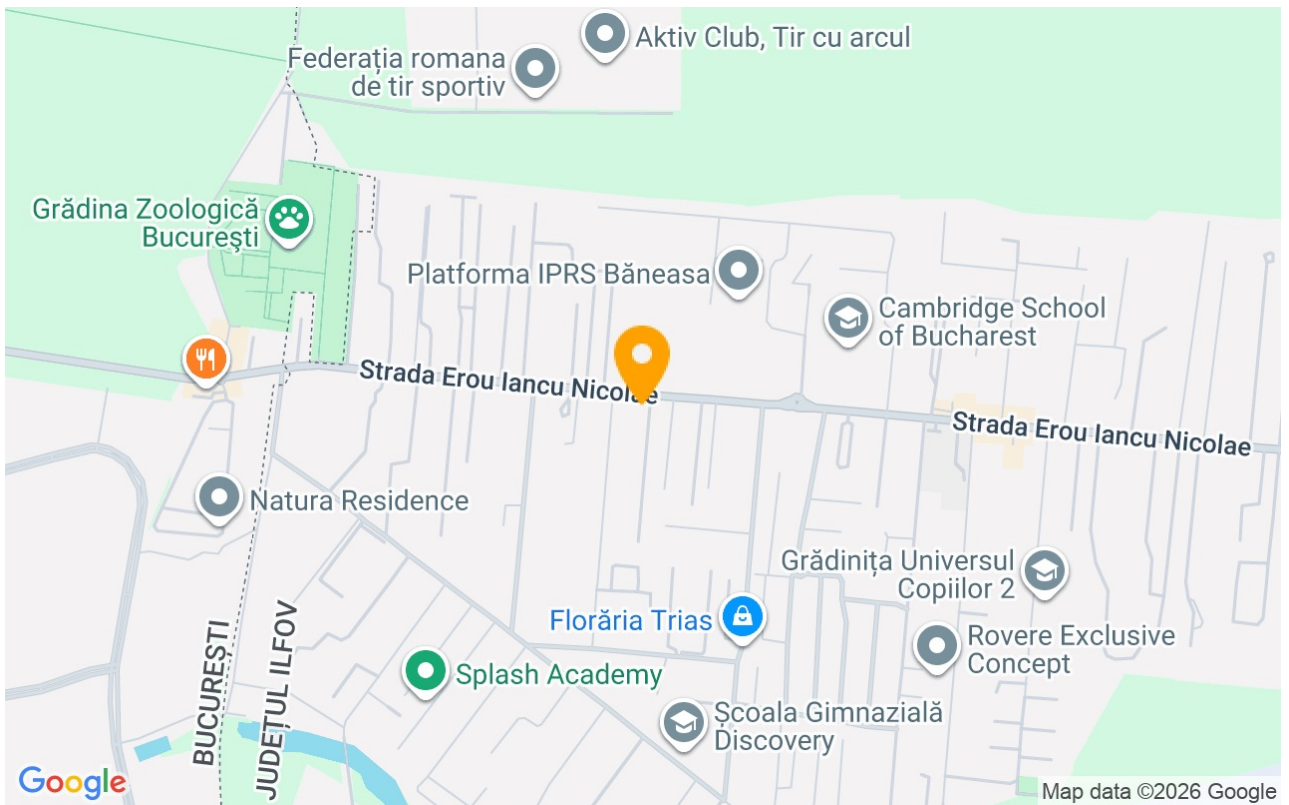 Aktiv Club, Tir cu arcul
Federația romana
de tir sportiv
Grădina Zoologică
București
Platforma IPRS Băneasa
Cambridge School
of Bucharest
Strada Erou Iancu Nicolae
Strada Erou Iancu Nicolae
Natura Residence
Grădinița Universul
Copiilor 2
Florăria Trias
Rovere Exclusive
Concept
Splash Academy
BUCUREȘTI
JUDEȚUL ILFOV
Școala Gimnazială
Discovery
Google
Map data ©2026 Google